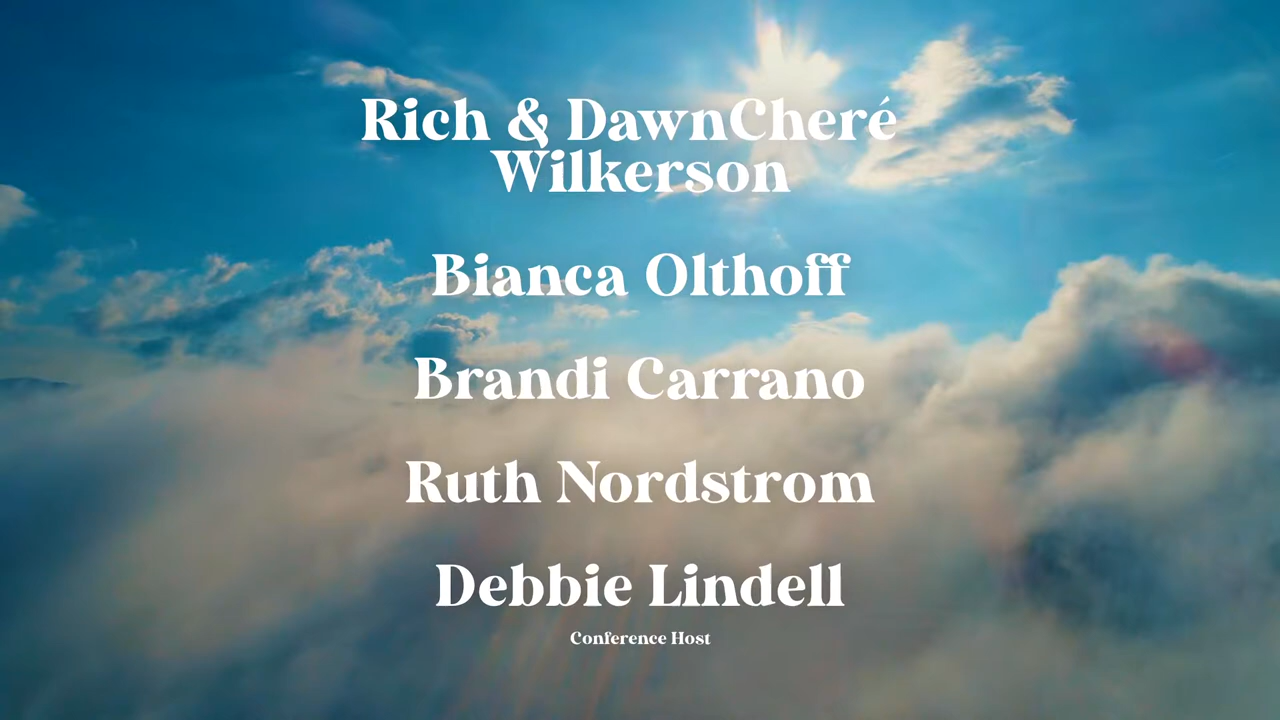 Rich & DawnCheré
Wilkerson
Bianca Olthoff
Brandi Carrano
Ruth Nordstrom
Debbie Lindell
Conference Host